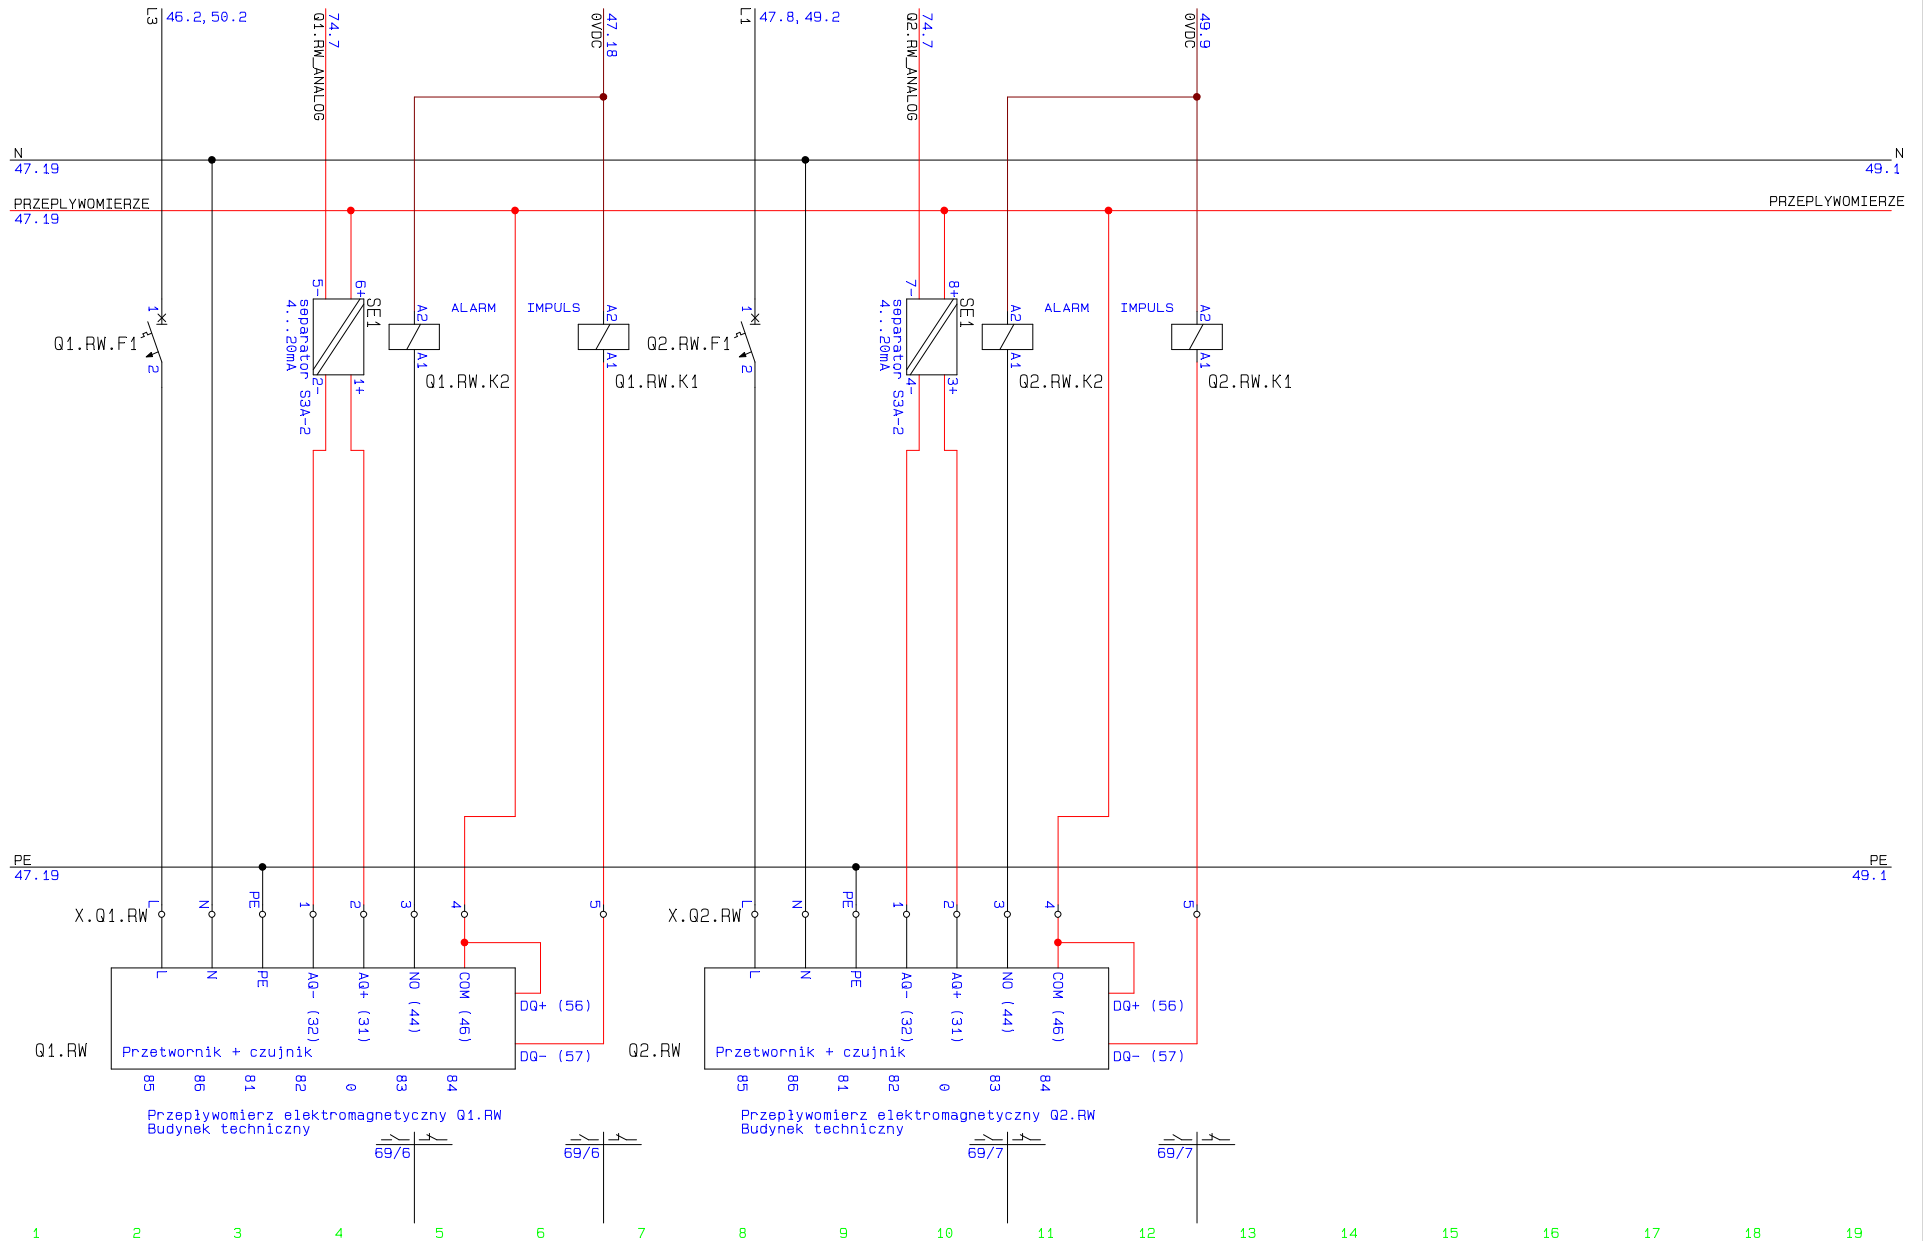 L3
46.2, 50.2
Q1.RW_ANALOG
74.7
0VDC
47.18
L1
47.8, 49.2
Q2.RW_ANALOG
74.7
0VDC
49.9
N
47.19
N
49.1
PRZEPLYWOMIERZE
47.19
PRZEPLYWOMIERZE
1
Q1.RW.F1
2
5-
6+
SE1
separator S3A-2
4...20mA
2-
1+
A2
A1
ALARM
Q1.RW.K2
IMPULS
A2
A1
Q1.RW.K1
1
Q2.RW.F1
2
7-
8+
SE1
separator S3A-2
4...20mA
4-
3+
A2
A1
ALARM
Q2.RW.K2
IMPULS
A2
A1
Q2.RW.K1
PE
47.19
PE
49.1
X.Q1.RW
L
N
PE
1
2
3
4
5
X.Q2.RW
L
N
PE
1
2
3
4
5
L
N
PE
AQ- (32)
AQ+ (31)
NO (44)
COM (46)
DQ+ (56)
DQ- (57)
Q1.RW
Przetwornik + czujnik
L
N
PE
AQ- (32)
AQ+ (31)
NO (44)
COM (46)
DQ+ (56)
DQ- (57)
Q2.RW
Przetwornik + czujnik
85
86
81
82
0
83
84
85
86
81
82
0
83
84
Przepływomierz elektromagnetyczny Q1.RW
Budynek techniczny
Przepływomierz elektromagnetyczny Q2.RW
Budynek techniczny
69/6
69/6
69/7
69/7
1 2 3 4 5 6 7 8 9 10 11 12 13 14 15 16 17 18 19